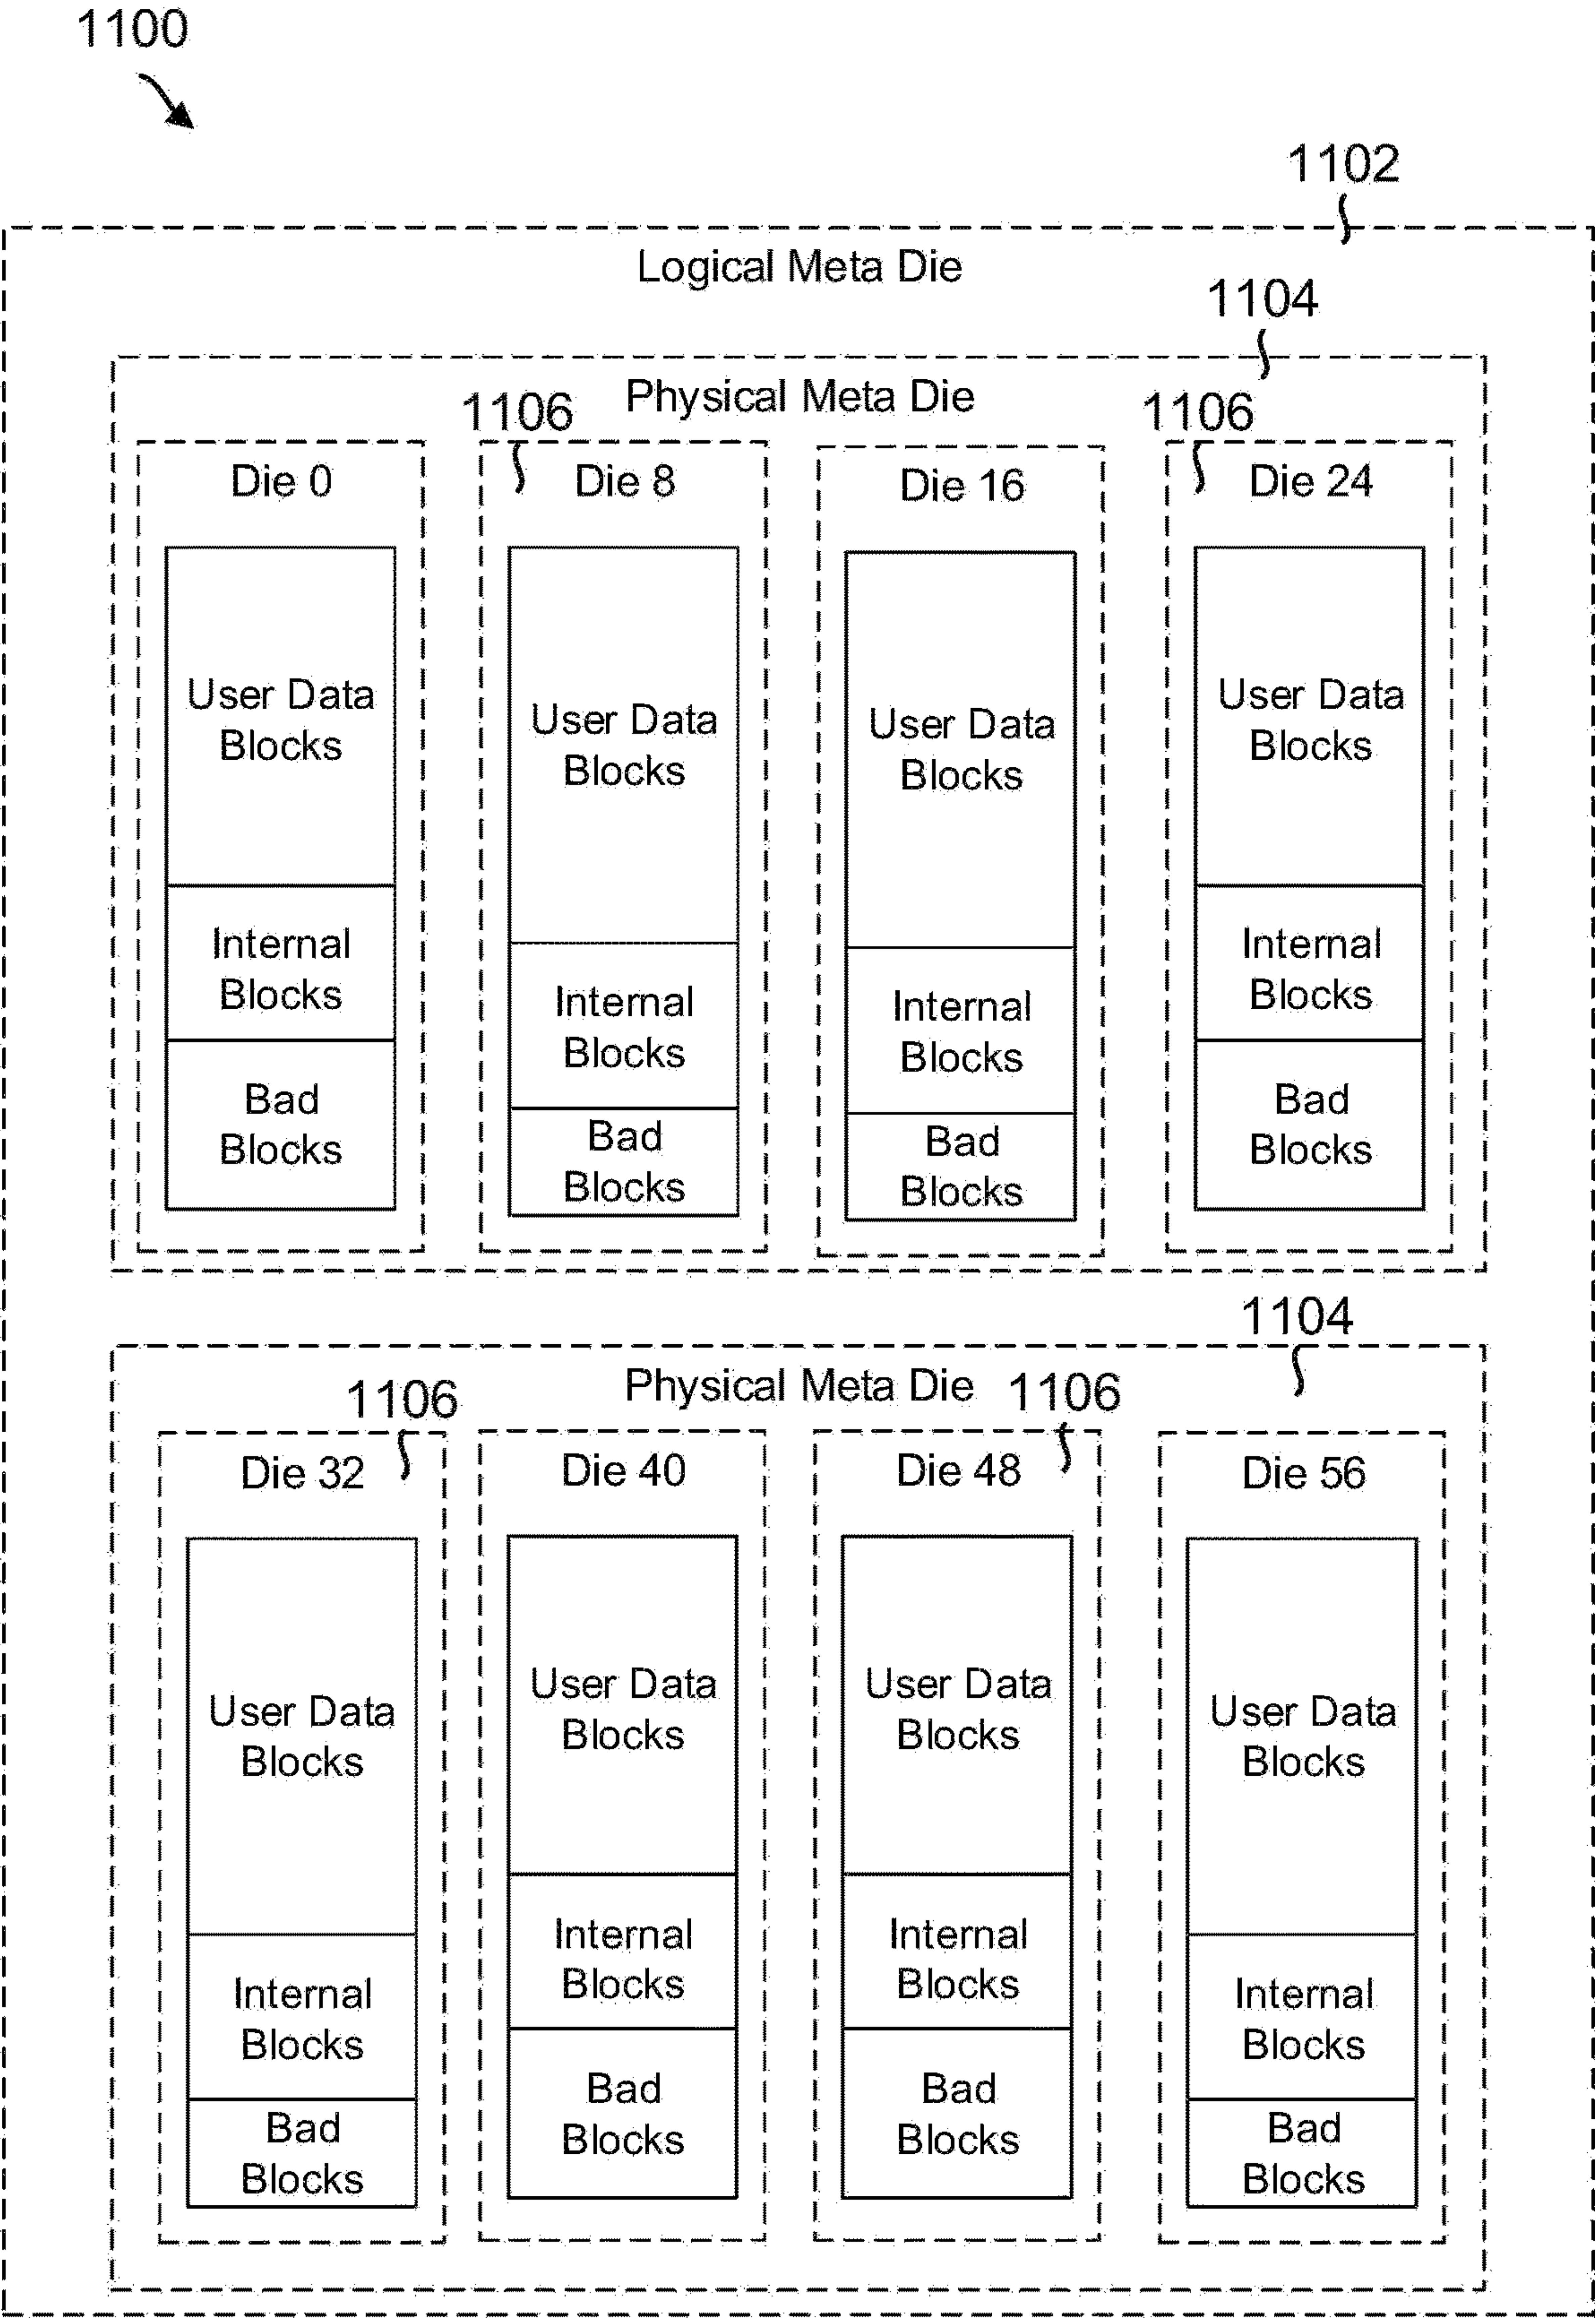 1100
1102
Logical Meta Die
1104
Physical Meta Die
1106
1106
Die 0
Die 8
Die 16
Die 24
User Data
Blocks
User Data
Blocks
User Data
Blocks
User Data
Blocks
Internal
Blocks
Internal
Blocks
Internal
Blocks
Internal
Blocks
Bad
Blocks
Bad
Blocks
Bad
Blocks
Bad
Blocks
1104
Physical Meta Die
1106
1106
Die 32
Die 40
Die 48
Die 56
User Data
Blocks
User Data
Blocks
User Data
Blocks
User Data
Blocks
Internal
Blocks
Internal
Blocks
Internal
Blocks
Internal
Blocks
Bad
Blocks
Bad
Blocks
Bad
Blocks
Bad
Blocks